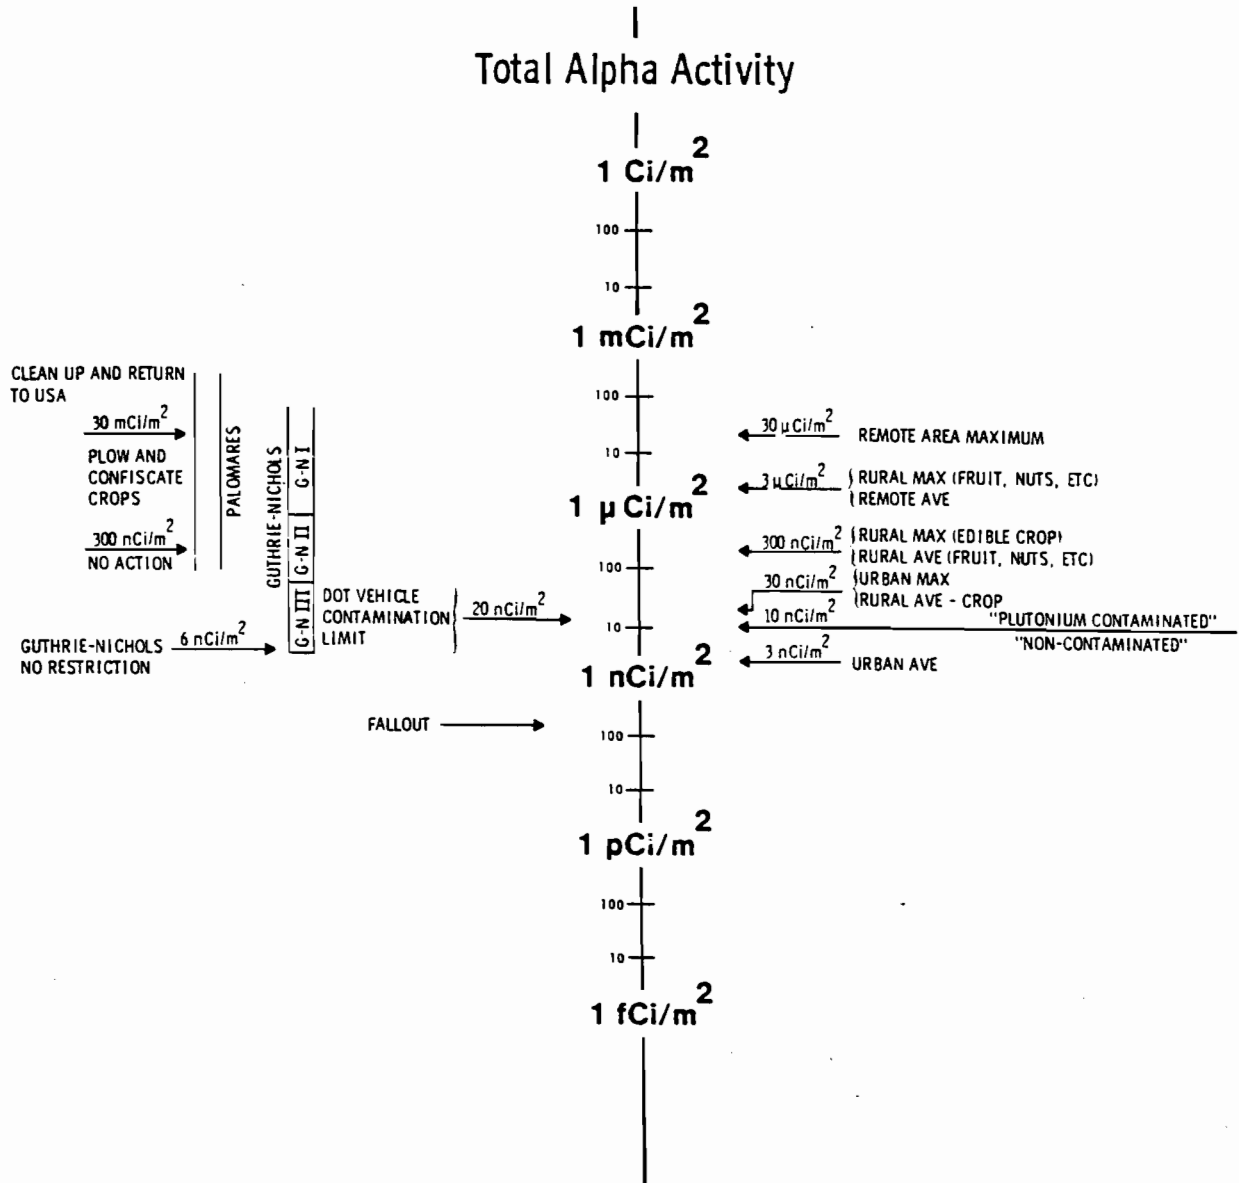 Total Alpha Activity
1 Ci/m²
100
10
1 mCi/m²
100
10
1 µCi/m²
100
10
1 nCi/m²
100
10
1 pCi/m²
100
10
1 fCi/m²
CLEAN UP AND RETURN
TO USA
30 mCi/m²
PLOW AND
CONFISCATE
CROPS
300 nCi/m²
NO ACTION
PALOMARES
GUTHRIE-NICHOLS
G-N I
G-N II
G-N III
GUTHRIE-NICHOLS
NO RESTRICTION
6 nCi/m²
DOT VEHICLE
CONTAMINATION
LIMIT
20 nCi/m²
FALLOUT
30 µCi/m²
REMOTE AREA MAXIMUM
3 µCi/m²
RURAL MAX (FRUIT, NUTS, ETC)
REMOTE AVE
300 nCi/m²
RURAL MAX (EDIBLE CROP)
RURAL AVE (FRUIT, NUTS, ETC)
30 nCi/m²
URBAN MAX
RURAL AVE - CROP
10 nCi/m²
"PLUTONIUM CONTAMINATED"
"NON-CONTAMINATED"
3 nCi/m²
URBAN AVE